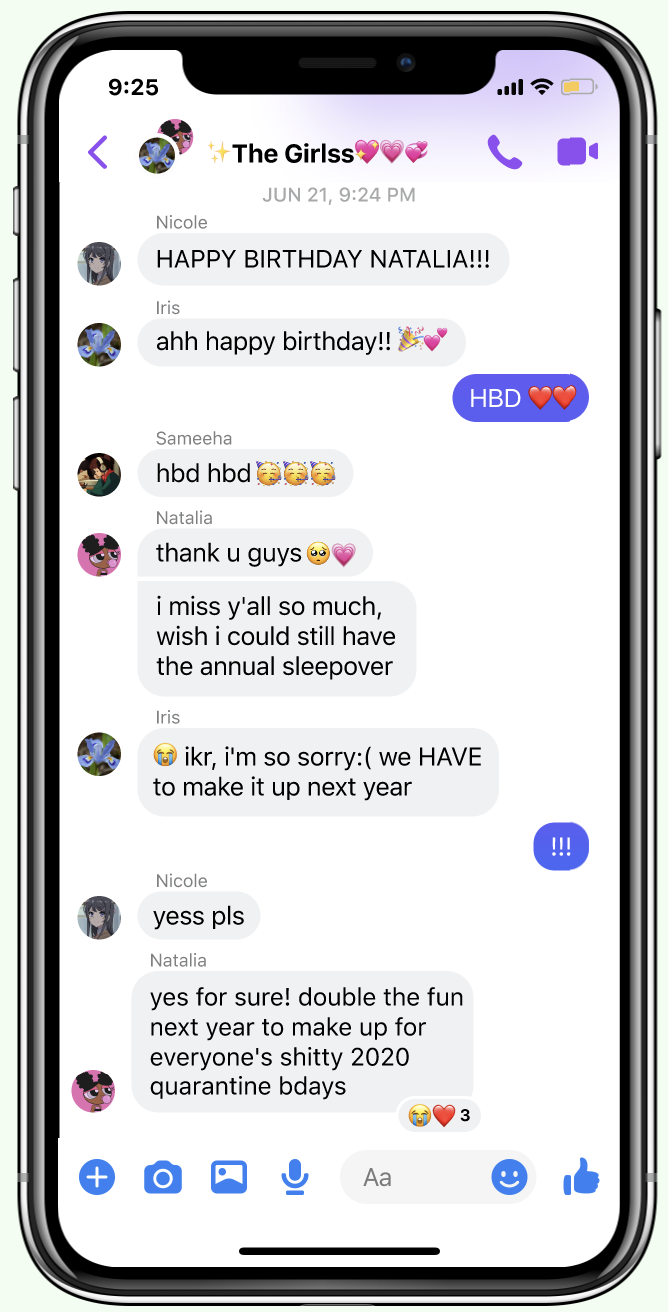 9:25
✨The Girlss💖💗💞
JUN 21, 9:24 PM
Nicole
HAPPY BIRTHDAY NATALIA!!!
Iris
ahh happy birthday!! 🎉💕
HBD ❤️❤️
Sameeha
hbd hbd 🥳🥳🥳
Natalia
thank u guys 🥺💗
i miss y'all so much,
wish i could still have
the annual sleepover
Iris
😭 ikr, i'm so sorry:( we HAVE
to make it up next year
!!!
Nicole
yess pls
Natalia
yes for sure! double the fun
next year to make up for
everyone's shitty 2020
quarantine bdays
😭❤️ 3
Aa